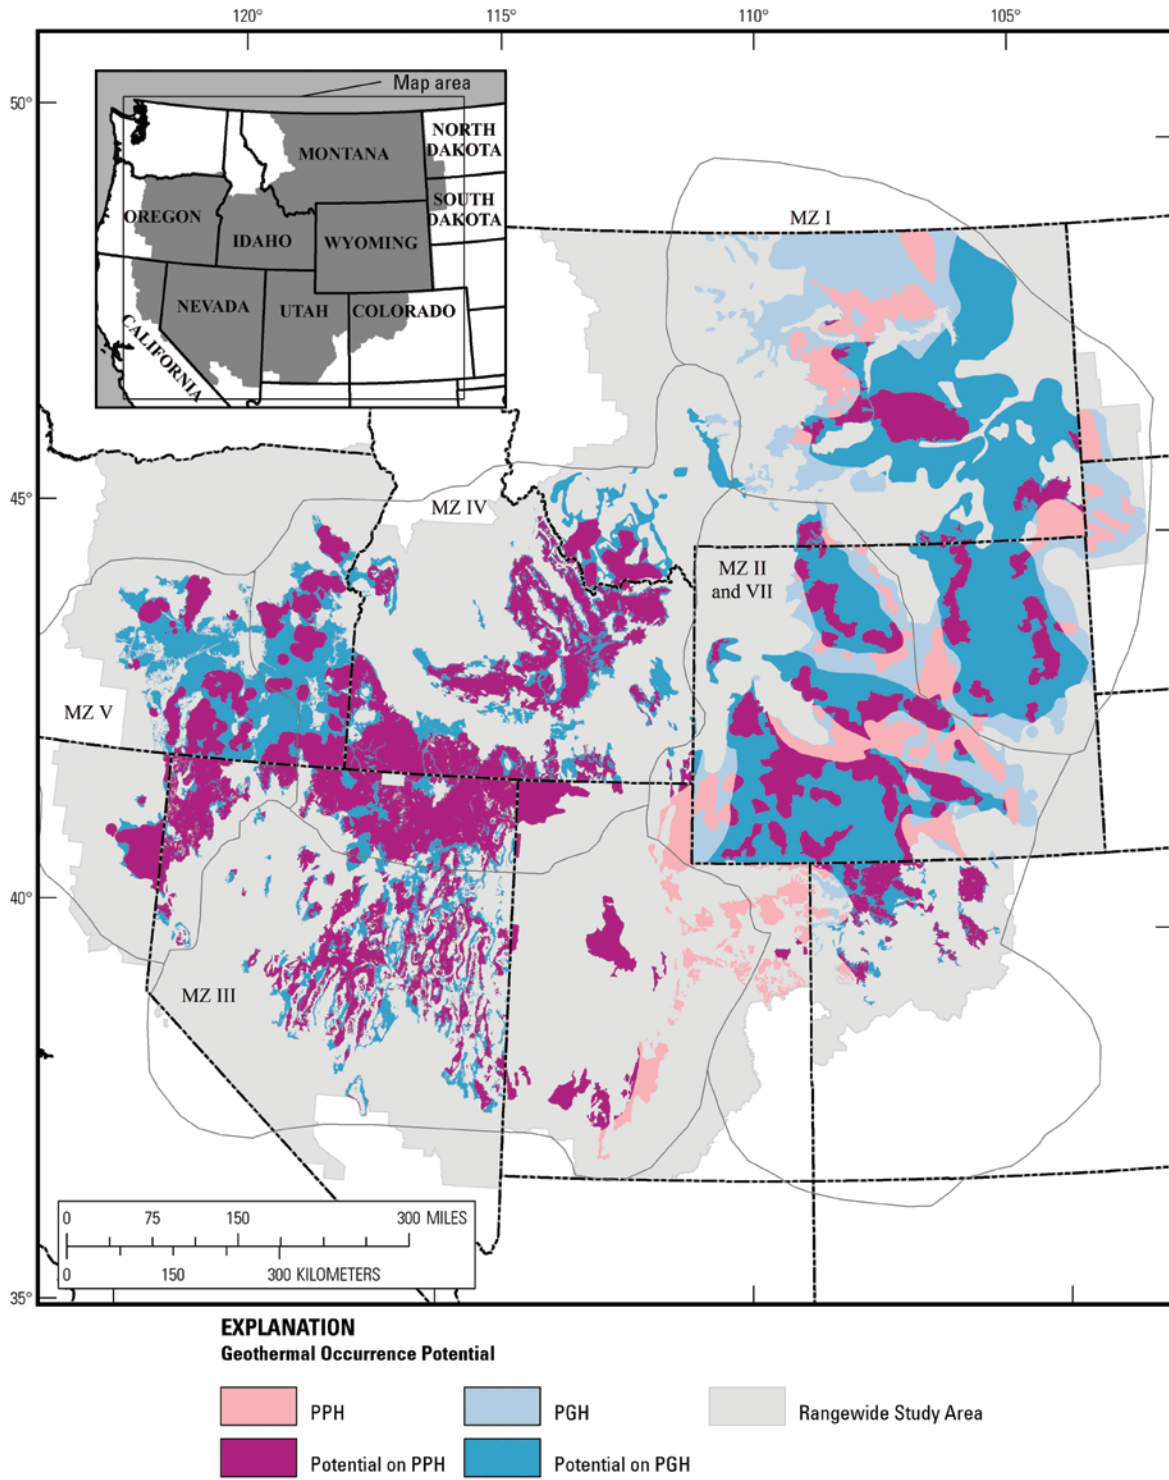 120°
115°
110°
105°
50°
45°
40°
35°
Map area
NORTH
DAKOTA
MONTANA
SOUTH
DAKOTA
OREGON
IDAHO
WYOMING
NEVADA
UTAH
COLORADO
CALIFORNIA
MZ I
MZ IV
MZ II
and VII
MZ V
MZ III
0 75 150 300 MILES
0 150 300 KILOMETERS
EXPLANATION
Geothermal Occurrence Potential
PPH
PGH
Rangewide Study Area
Potential on PPH
Potential on PGH